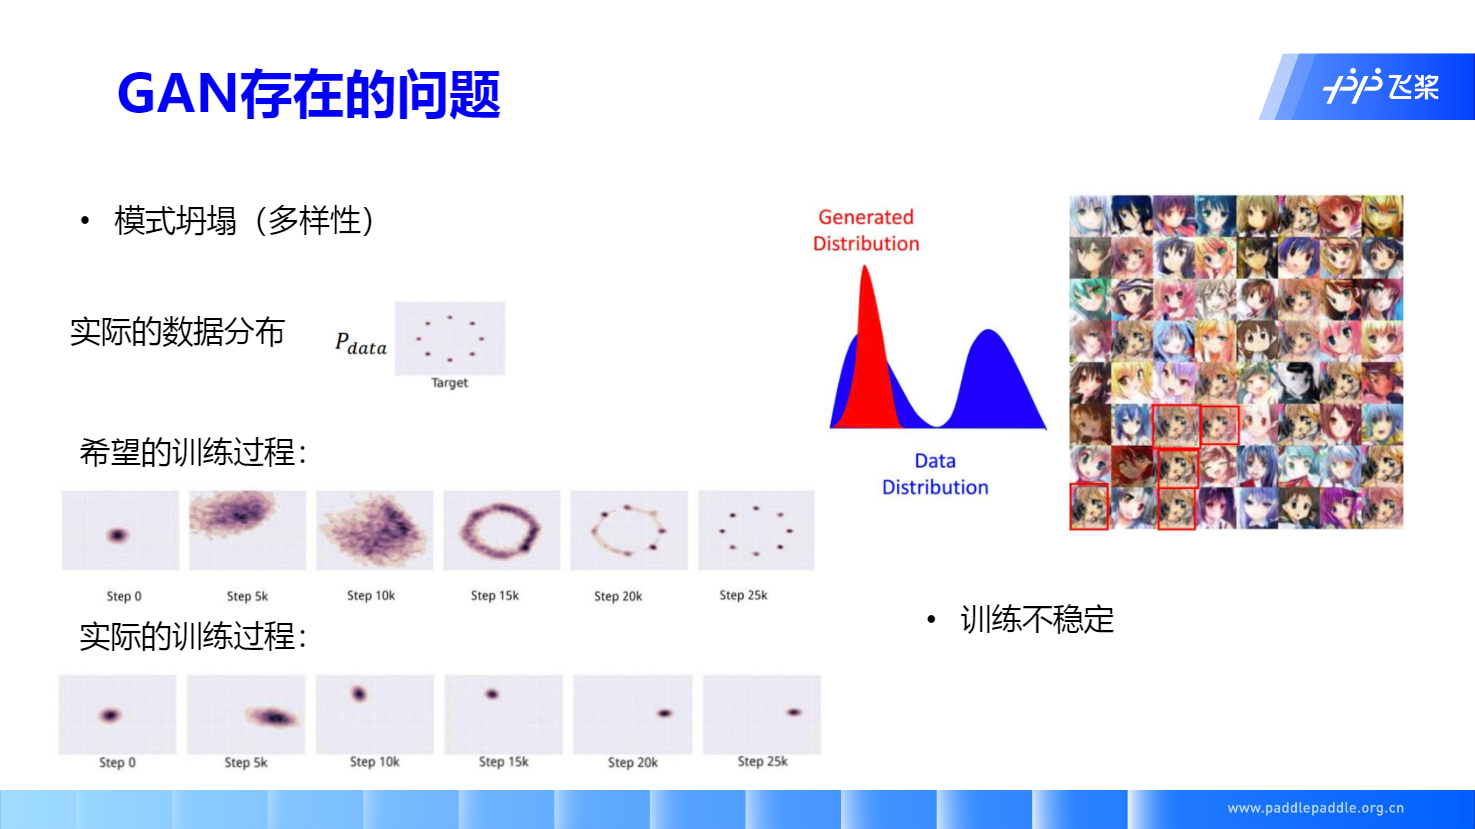 GAN存在的问题
飞桨
• 模式坍塌（多样性）
实际的数据分布
Pdata
Target
希望的训练过程：
Step 0 Step 5k Step 10k Step 15k Step 20k Step 25k
实际的训练过程：
Step 0 Step 5k Step 10k Step 15k Step 20k Step 25k
Generated
Distribution
Data
Distribution
• 训练不稳定
www.paddlepaddle.org.cn